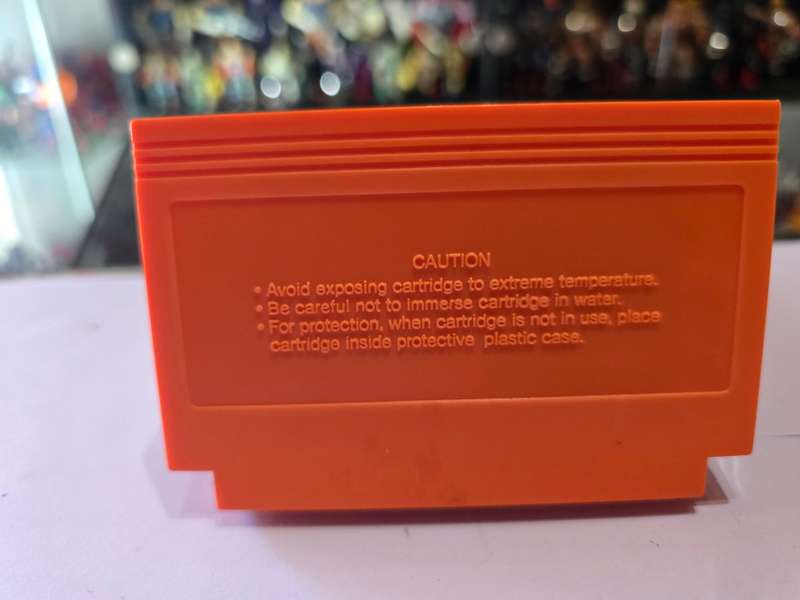 CAUTION
• Avoid exposing cartridge to extreme temperature.
• Be careful not to immerse cartridge in water.
• For protection, when cartridge is not in use, place
cartridge inside protective plastic case.